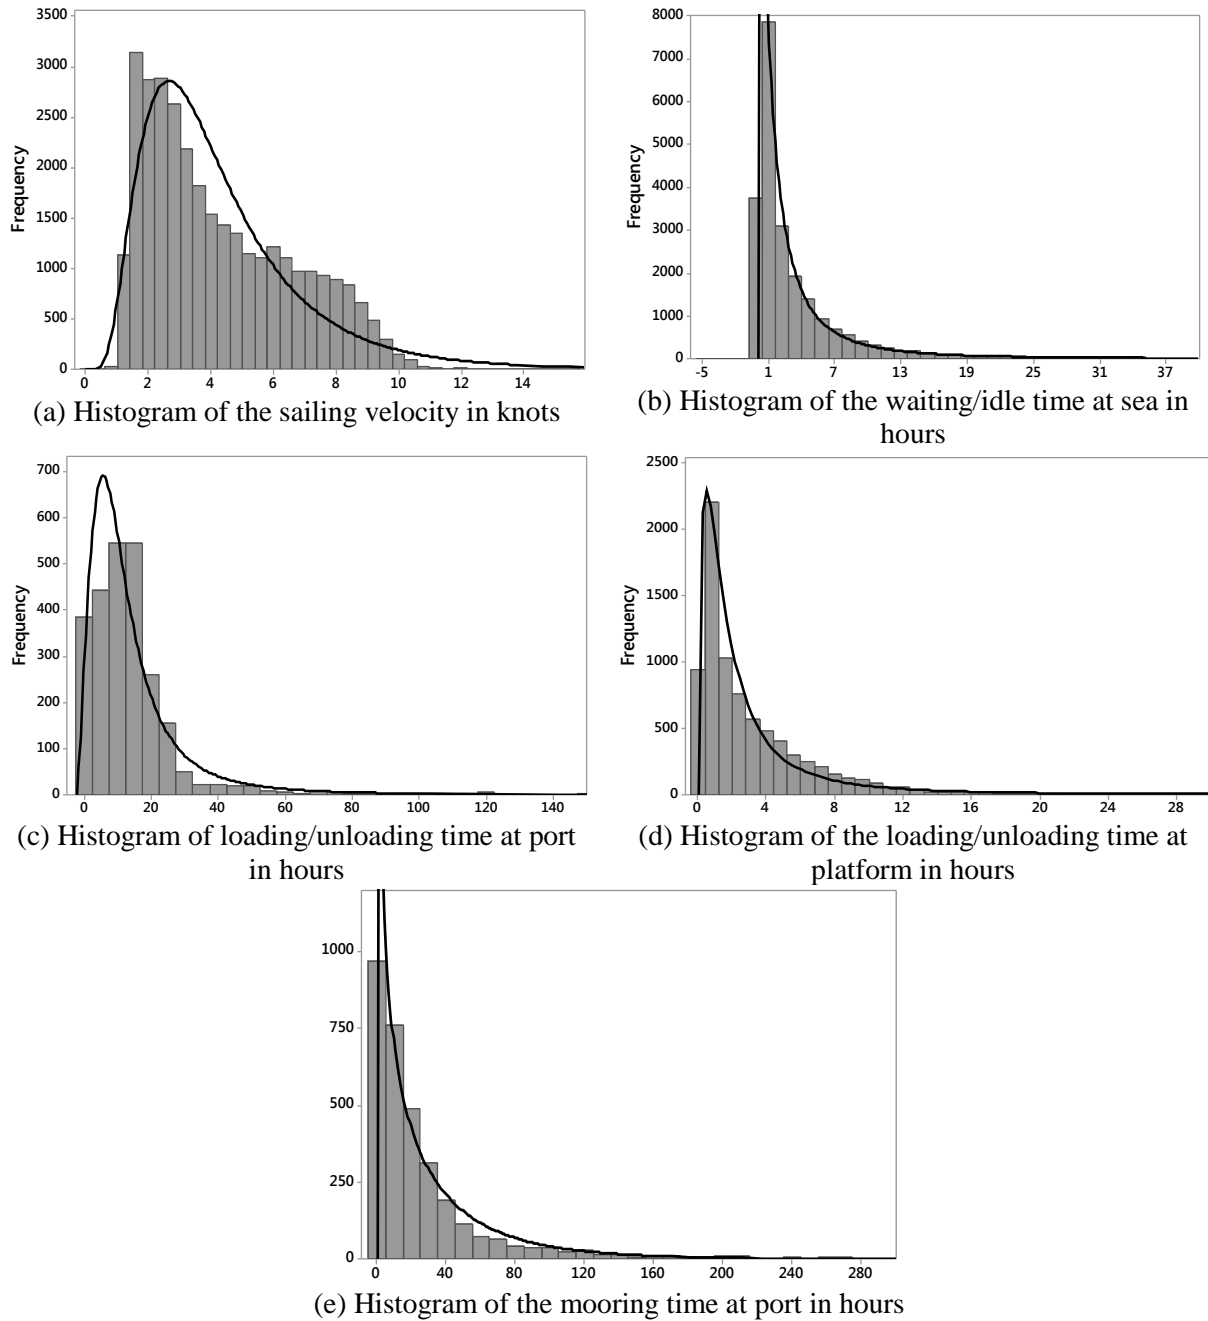 3500
3000
2500
2000
1500
1000
500
0
Frequency
0 2 4 6 8 10 12 14
(a) Histogram of the sailing velocity in knots
8000
7000
6000
5000
4000
3000
2000
1000
0
Frequency
-5 1 7 13 19 25 31 37
(b) Histogram of the waiting/idle time at sea in
hours
700
600
500
400
300
200
100
0
Frequency
0 20 40 60 80 100 120 140
(c) Histogram of loading/unloading time at port
in hours
2500
2000
1500
1000
500
0
Frequency
0 4 8 12 16 20 24 28
(d) Histogram of the loading/unloading time at
platform in hours
1000
750
500
250
0
0 40 80 120 160 200 240 280
(e) Histogram of the mooring time at port in hours